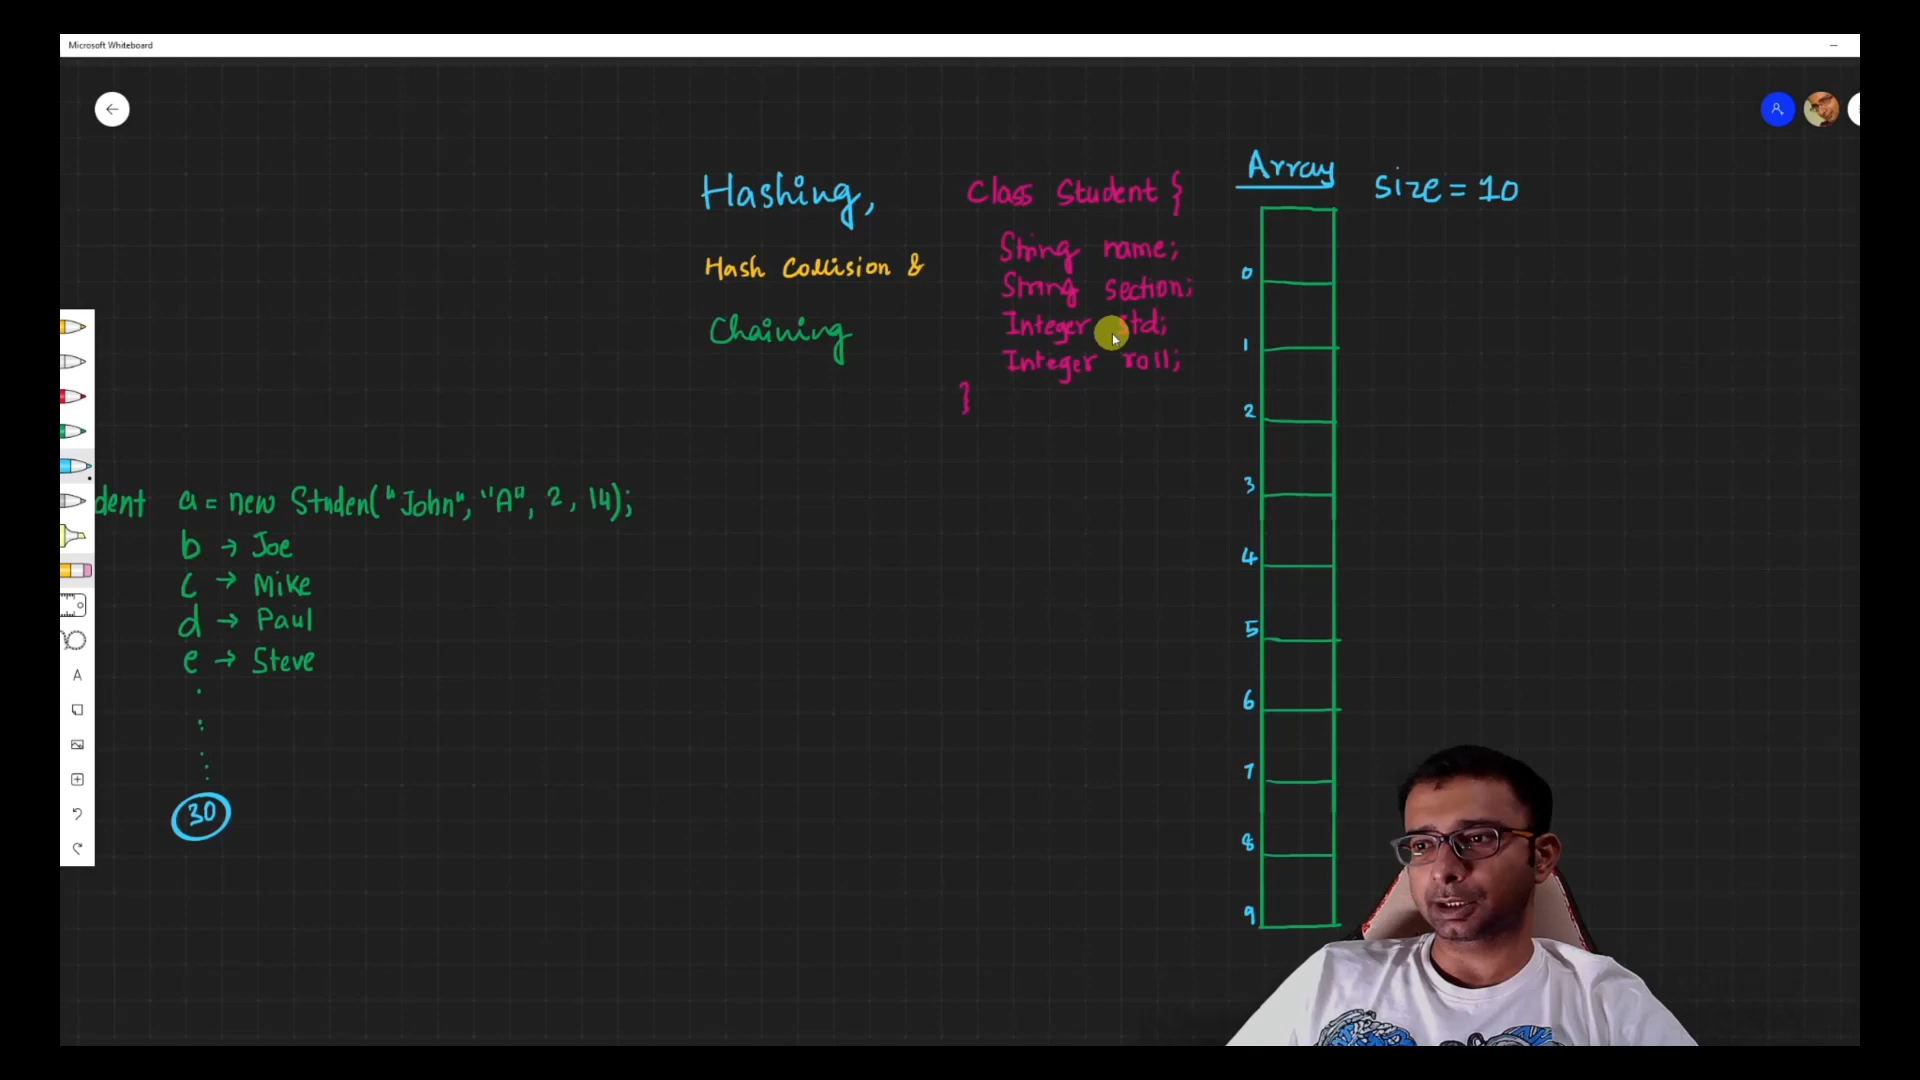 Microsoft Whiteboard
Hashing,
Hash Collision &
Chaining
Class Student {
String name;
String section;
Integer std;
Integer roll;
}
Array
size = 10
0
1
2
3
4
5
6
7
8
9
dent a = new Studen("John", "A", 2, 14);
b → Joe
c → Mike
d → Paul
e → Steve
30
A